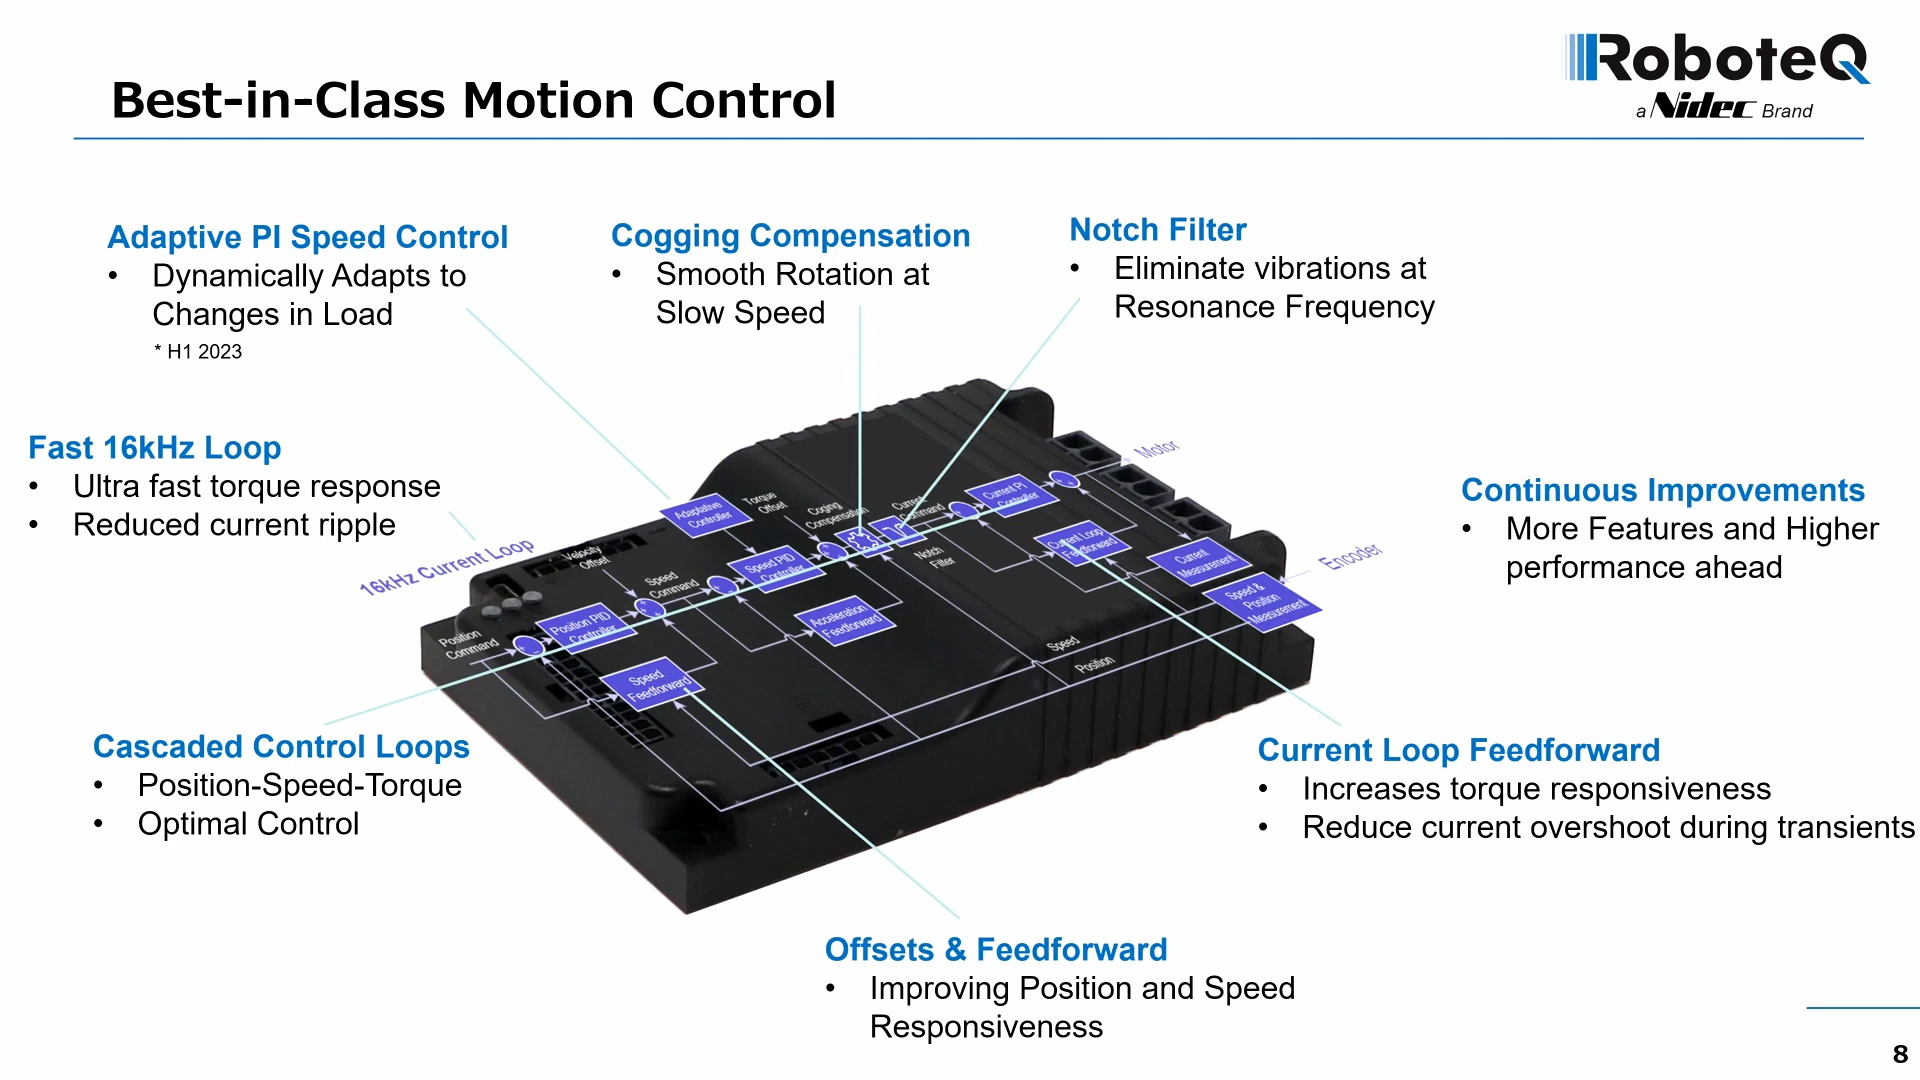 RoboteQ
a Nidec Brand
Best-in-Class Motion Control
Adaptive PI Speed Control
• Dynamically Adapts to
Changes in Load
* H1 2023
Cogging Compensation
• Smooth Rotation at
Slow Speed
Notch Filter
• Eliminate vibrations at
Resonance Frequency
Fast 16kHz Loop
• Ultra fast torque response
• Reduced current ripple
Continuous Improvements
• More Features and Higher
performance ahead
16kHz Current Loop
Motor
Encoder
Adaptative
Controller
Torque
Offset
Coging
Compensation
Current
Command
Current PI
Controller
Velocity
Offset
Speed
Command
Speed PID
Controller
Notch
Filter
Current Loop
Feedforward
Current
Measurement
Speed &
Position
Measurement
Position
Command
Position PID
Controller
Acceleration
Feedforward
Speed
Feedforward
Speed
Position
Cascaded Control Loops
• Position-Speed-Torque
• Optimal Control
Current Loop Feedforward
• Increases torque responsiveness
• Reduce current overshoot during transients
Offsets & Feedforward
• Improving Position and Speed
Responsiveness
8